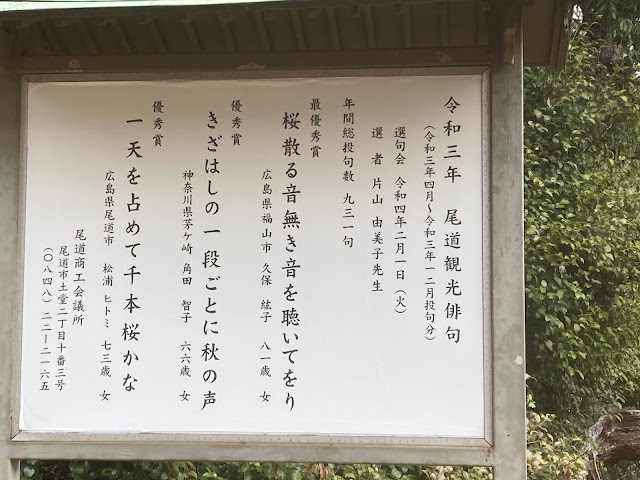 令和三年 尾道観光俳句
（令和三年四月～令和三年一二月投句分）
選句会 令和四年二月一日（火）
選者 片山 由美子先生
年間総投句数 九三一句
最優秀賞
桜散る音無き音を聴いてをり
広島県福山市 久保 絃子 八一歳 女
優秀賞
きざはしの一段ごとに秋の声
神奈川県茅ケ崎 角田 智子 六六歳 女
優秀賞
一天を占めて千本桜かな
広島県尾道市 松浦 ヒトミ 七三歳 女
尾道商工会議所
尾道市土堂二丁目十番三号
（〇八四八）二二ー二一六五